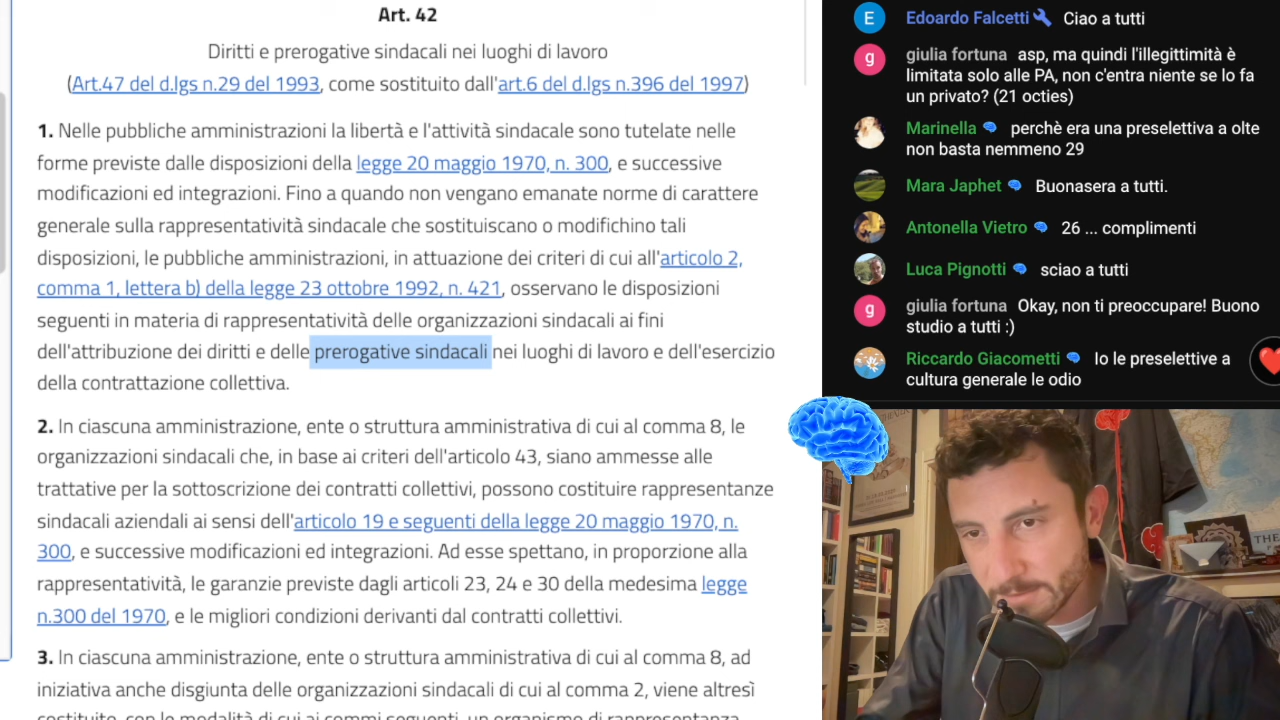 Art. 42
Diritti e prerogative sindacali nei luoghi di lavoro
(Art.47 del d.lgs n.29 del 1993, come sostituito dall'art.6 del d.lgs n.396 del 1997)
1. Nelle pubbliche amministrazioni la libertà e l'attività sindacale sono tutelate nelle
forme previste dalle disposizioni della legge 20 maggio 1970, n. 300, e successive
modificazioni ed integrazioni. Fino a quando non vengano emanate norme di carattere
generale sulla rappresentatività sindacale che sostituiscano o modifichino tali
disposizioni, le pubbliche amministrazioni, in attuazione dei criteri di cui all'articolo 2,
comma 1, lettera b) della legge 23 ottobre 1992, n. 421, osservano le disposizioni
seguenti in materia di rappresentatività delle organizzazioni sindacali ai fini
dell'attribuzione dei diritti e delle prerogative sindacali nei luoghi di lavoro e dell'esercizio
della contrattazione collettiva.
2. In ciascuna amministrazione, ente o struttura amministrativa di cui al comma 8, le
organizzazioni sindacali che, in base ai criteri dell'articolo 43, siano ammesse alle
trattative per la sottoscrizione dei contratti collettivi, possono costituire rappresentanze
sindacali aziendali ai sensi dell'articolo 19 e seguenti della legge 20 maggio 1970, n.
300, e successive modificazioni ed integrazioni. Ad esse spettano, in proporzione alla
rappresentatività, le garanzie previste dagli articoli 23, 24 e 30 della medesima legge
n.300 del 1970, e le migliori condizioni derivanti dai contratti collettivi.
3. In ciascuna amministrazione, ente o struttura amministrativa di cui al comma 8, ad
iniziativa anche disgiunta delle organizzazioni sindacali di cui al comma 2, viene altresì
costituito, con le modalità di cui ai commi seguenti, un organismo di rappresentanza
E
Edoardo Falcetti Ciao a tutti
g
giulia fortuna asp, ma quindi l'illegittimità è
limitata solo alle PA, non c'entra niente se lo fa
un privato? (21 octies)
Marinella perchè era una preselettiva a olte
non basta nemmeno 29
Mara Japhet Buonasera a tutti.
Antonella Vietro 26 ... complimenti
Luca Pignotti sciao a tutti
g
giulia fortuna Okay, non ti preoccupare! Buono
studio a tutti :)
Riccardo Giacometti Io le preselettive a
cultura generale le odio
THE